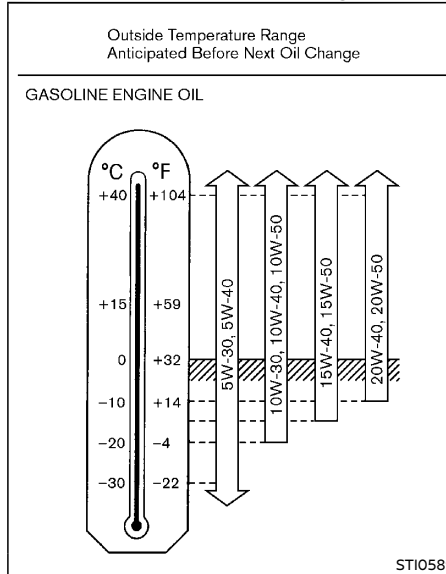 Outside Temperature Range
Anticipated Before Next Oil Change
GASOLINE ENGINE OIL
°C °F
+40 +104
+15 +59
0 +32
−10 +14
−20 −4
−30 −22
5W-30, 5W-40
10W-30, 10W-40, 10W-50
15W-40, 15W-50
20W-40, 20W-50
STI058